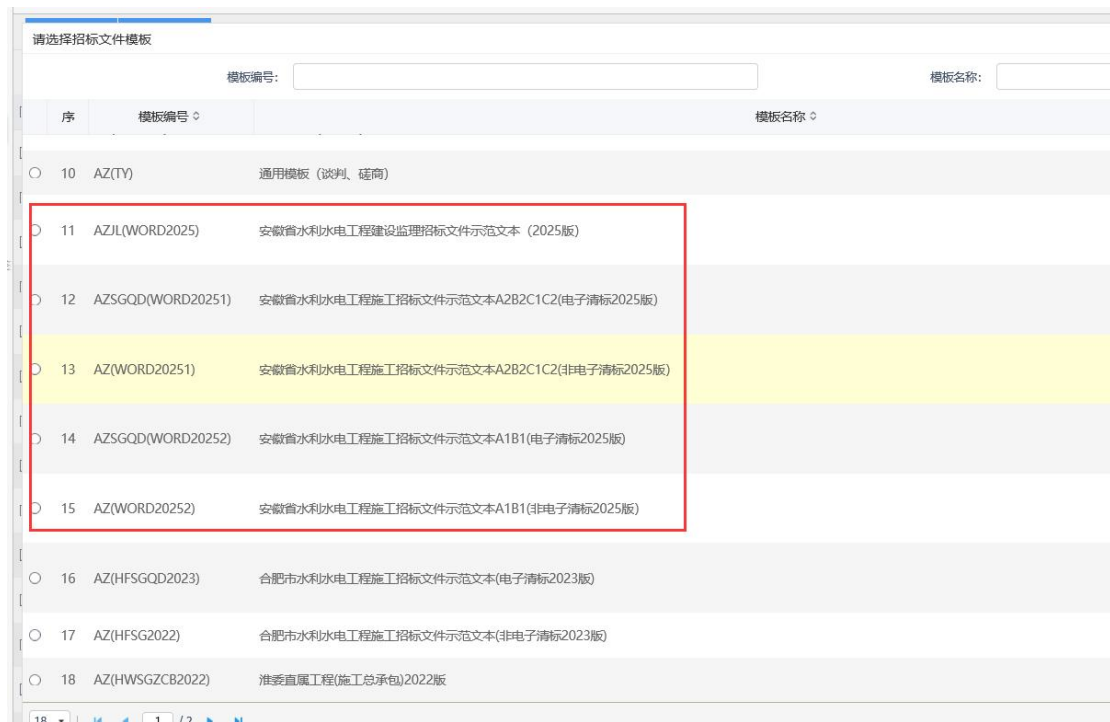 请选择招标文件模板
模板编号:
模板名称:
序 模板编号 模板名称
10 AZ(TY) 通用模板（谈判、磋商）
11 AZJL(WORD2025) 安徽省水利水电工程建设监理招标文件示范文本（2025版）
12 AZSGQD(WORD20251) 安徽省水利水电工程施工招标文件示范文本A2B2C1C2(电子清标2025版)
13 AZ(WORD20251) 安徽省水利水电工程施工招标文件示范文本A2B2C1C2(非电子清标2025版)
14 AZSGQD(WORD20252) 安徽省水利水电工程施工招标文件示范文本A1B1(电子清标2025版)
15 AZ(WORD20252) 安徽省水利水电工程施工招标文件示范文本A1B1(非电子清标2025版)
16 AZ(HFSGQD2023) 合肥市水利水电工程施工招标文件示范文本(电子清标2023版)
17 AZ(HFSG2022) 合肥市水利水电工程施工招标文件示范文本(非电子清标2023版)
18 AZ(HWSGZCB2022) 淮委直属工程(施工总承包)2022版
18 1 / 2